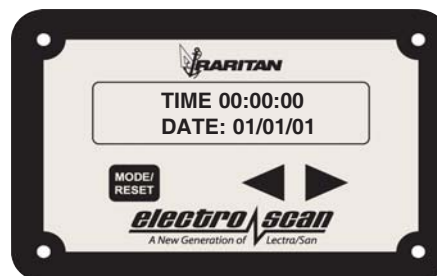 RARITAN
TIME 00:00:00
DATE: 01/01/01
MODE/
RESET
electro scan
A New Generation of Lectra/San